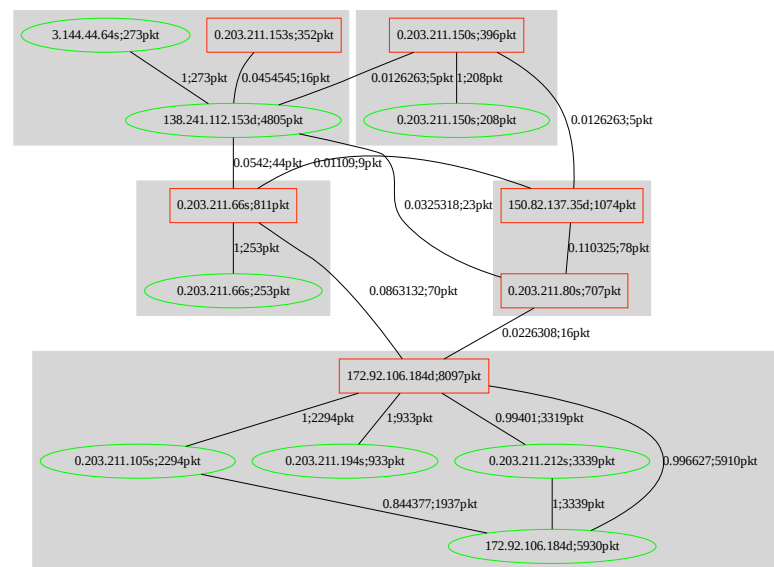 3.144.44.64s;273pkt
0.203.211.153s;352pkt
0.203.211.150s;396pkt
1;273pkt
0.0454545;16pkt
0.0126263;5pkt
1;208pkt
138.241.112.153d;4805pkt
0.203.211.150s;208pkt
0.0126263;5pkt
0.0542;44pkt
0.01109;9pkt
0.203.211.66s;811pkt
0.0325318;23pkt
150.82.137.35d;1074pkt
1;253pkt
0.110325;78pkt
0.203.211.66s;253pkt
0.0863132;70pkt
0.203.211.80s;707pkt
0.0226308;16pkt
172.92.106.184d;8097pkt
1;2294pkt
1;933pkt
0.99401;3319pkt
0.203.211.105s;2294pkt
0.203.211.194s;933pkt
0.203.211.212s;3339pkt
0.996627;5910pkt
0.844377;1937pkt
1;3339pkt
172.92.106.184d;5930pkt